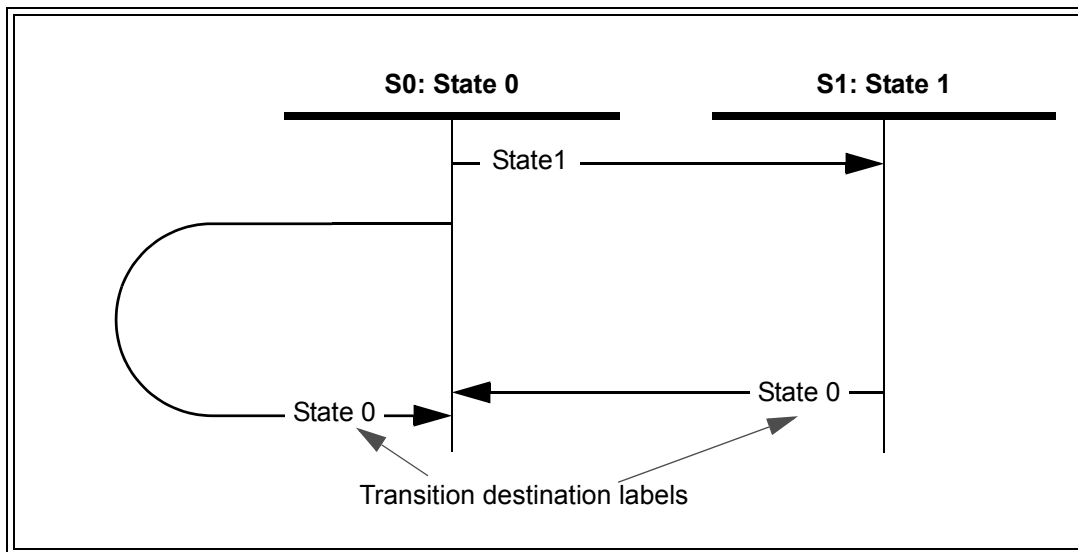 S0: State 0
S1: State 1
State1
State 0
State 0
Transition destination labels